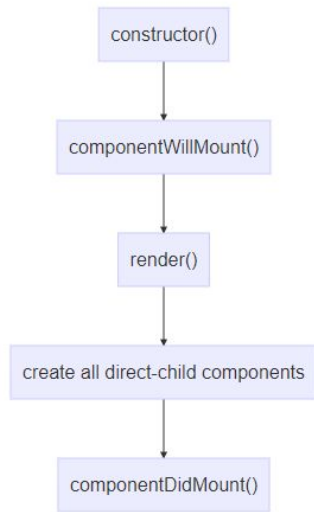 constructor()
componentWillMount()
render()
create all direct-child components
componentDidMount()